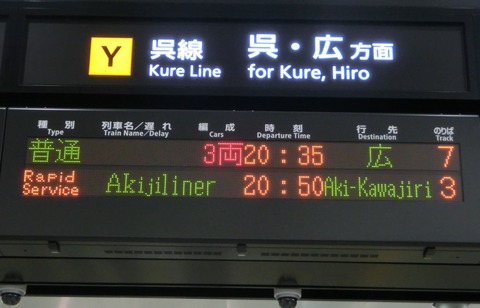 Y 呉線 呉・広 方面
Kure Line for Kure, Hiro
種別 列車名／遅れ 編成 時刻 行先 のりば
Type Train Name/Delay Cars Departure Time Destination Track
普通 3両 20:35 広 7
Rapid Service Akijiliner 20:50 Aki-Kawajiri 3